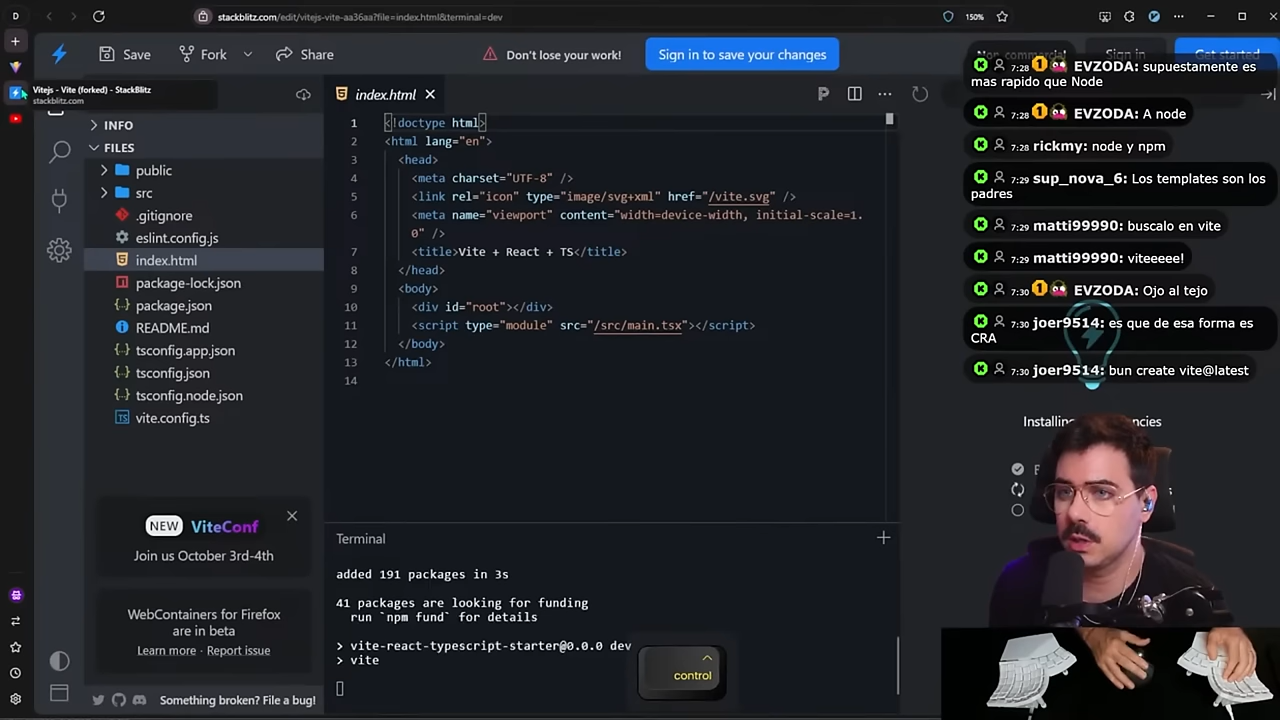 D
stackblitz.com/edit/vitejs-vite-aa36aa?file=index.html&terminal=dev
150%
Save
Fork
Share
Don't lose your work!
Sign in to save your changes
Sign in
Get started
Vitejs - Vite (forked) - StackBlitz
stackblitz.com
INFO
FILES
public
src
.gitignore
eslint.config.js
index.html
package-lock.json
package.json
README.md
tsconfig.app.json
tsconfig.json
tsconfig.node.json
vite.config.ts
NEW ViteConf
Join us October 3rd-4th
WebContainers for Firefox
are in beta
Learn more · Report issue
Something broken? File a bug!
index.html
1 <!doctype html>
2 <html lang="en">
3 <head>
4 <meta charset="UTF-8" />
5 <link rel="icon" type="image/svg+xml" href="/vite.svg" />
6 <meta name="viewport" content="width=device-width, initial-scale=1.
0" />
7 <title>Vite + React + TS</title>
8 </head>
9 <body>
10 <div id="root"></div>
11 <script type="module" src="/src/main.tsx"></script>
12 </body>
13 </html>
14
Terminal
added 191 packages in 3s
41 packages are looking for funding
run `npm fund` for details
> vite-react-typescript-starter@0.0.0 dev
> vite
control
7:28 1 EVZODA: supuestamente es
mas rapido que Node
7:28 1 EVZODA: A node
7:28 rickmy: node y npm
7:29 sup_nova_6: Los templates son los
padres
7:29 matti99990: buscalo en vite
7:29 matti99990: viteeeee!
7:30 1 EVZODA: Ojo al tejo
7:30 joer9514: es que de esa forma es
CRA
7:30 joer9514: bun create vite@latest